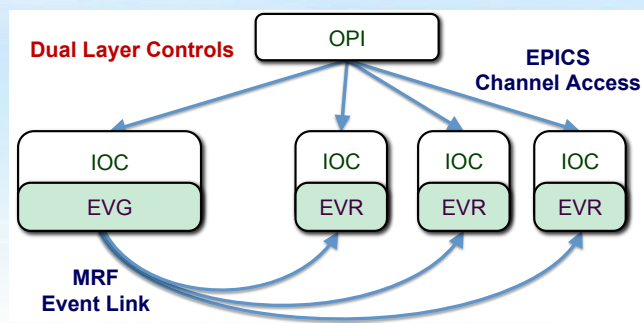 Dual Layer Controls
OPI
EPICS
Channel Access
IOC
IOC
IOC
IOC
EVG
EVR
EVR
EVR
MRF
Event Link